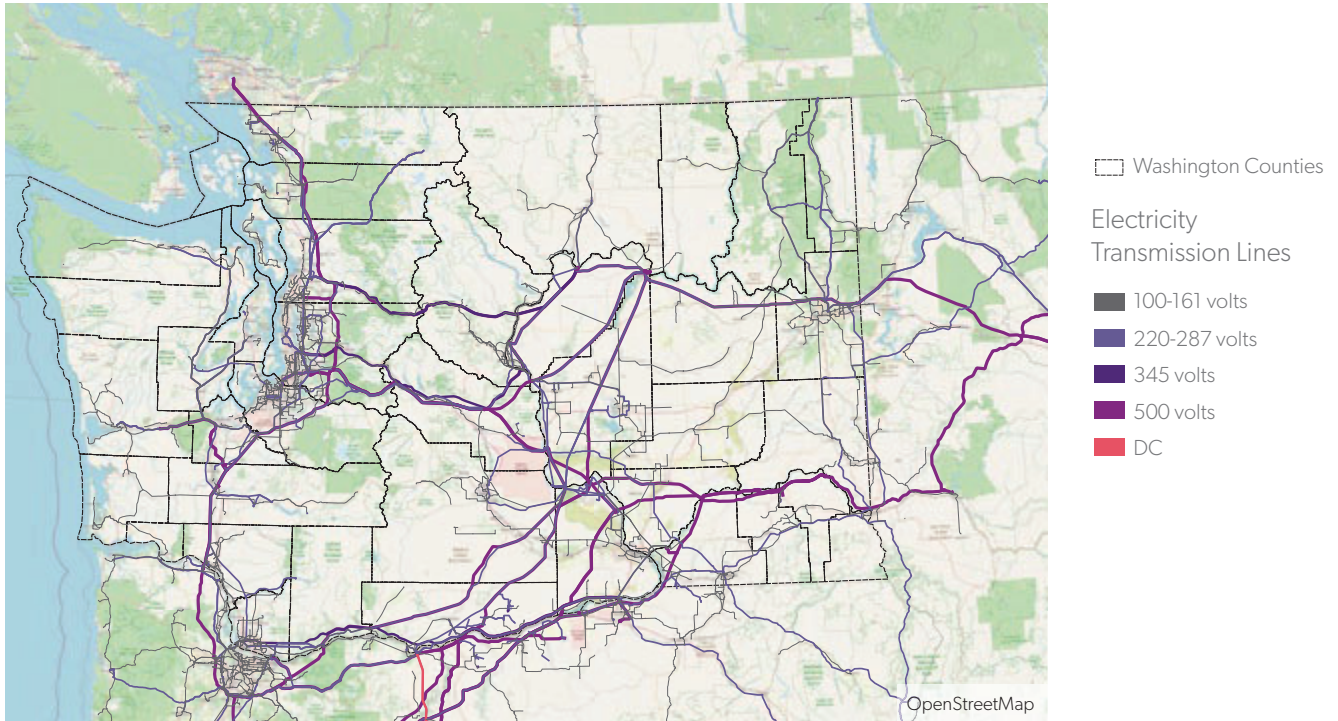 Washington Counties
Electricity
Transmission Lines
100-161 volts
220-287 volts
345 volts
500 volts
DC
OpenStreetMap